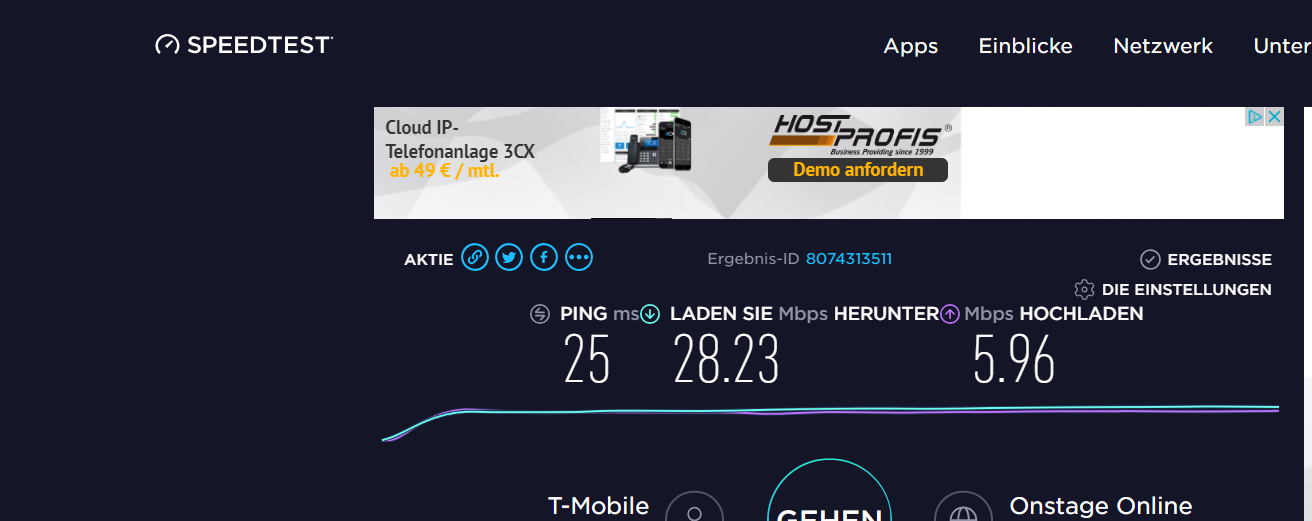 SPEEDTEST
Apps Einblicke Netzwerk Unter
Cloud IP-
Telefonanlage 3CX
ab 49 € / mtl.
HOST PROFIS®
Business Providing since 1999
Demo anfordern
AKTIE
Ergebnis-ID 8074313511
ERGEBNISSE
DIE EINSTELLUNGEN
PING ms LADEN SIE Mbps HERUNTER Mbps HOCHLADEN
25 28.23 5.96
T-Mobile GEHEN Onstage Online